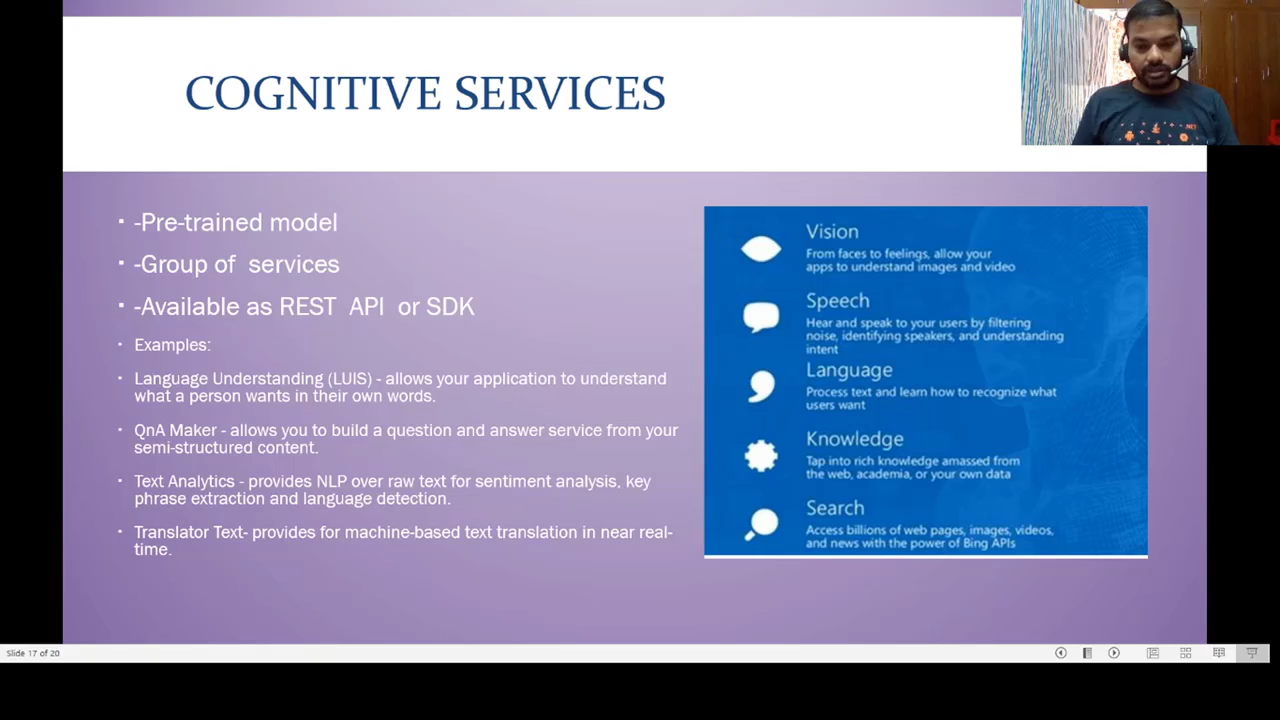 COGNITIVE SERVICES
.NET
▪ -Pre-trained model
▪ -Group of services
▪ -Available as REST API or SDK
▪ Examples:
▪ Language Understanding (LUIS) - allows your application to understand
what a person wants in their own words.
▪ QnA Maker - allows you to build a question and answer service from your
semi-structured content.
▪ Text Analytics - provides NLP over raw text for sentiment analysis, key
phrase extraction and language detection.
▪ Translator Text- provides for machine-based text translation in near real-
time.
Vision
From faces to feelings, allow your
apps to understand images and video
Speech
Hear and speak to your users by filtering
noise, identifying speakers, and understanding
intent
Language
Process text and learn how to recognize what
users want
Knowledge
Tap into rich knowledge amassed from
the web, academia, or your own data
Search
Access billions of web pages, images, videos,
and news with the power of Bing APIs
Slide 17 of 20